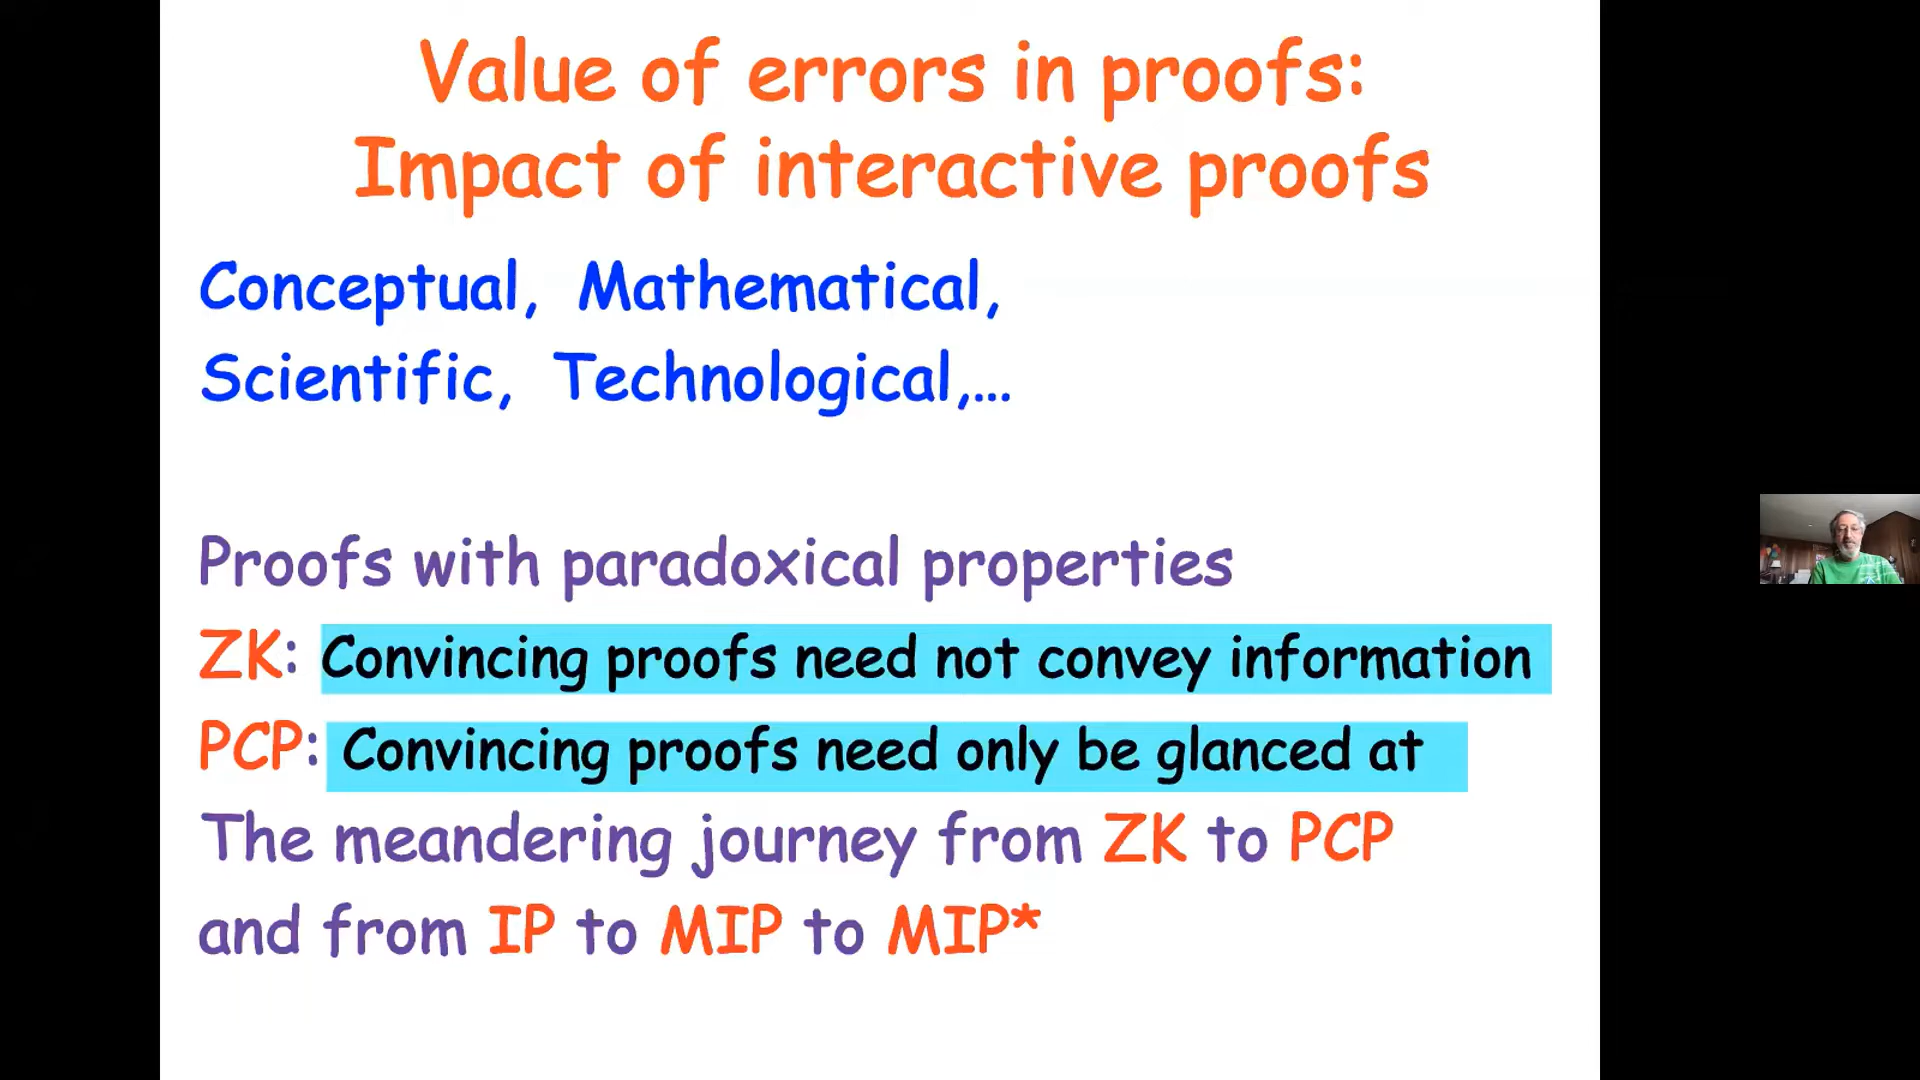 Value of errors in proofs:
Impact of interactive proofs
Conceptual, Mathematical,
Scientific, Technological,...
Proofs with paradoxical properties
ZK: Convincing proofs need not convey information
PCP: Convincing proofs need only be glanced at
The meandering journey from ZK to PCP
and from IP to MIP to MIP*